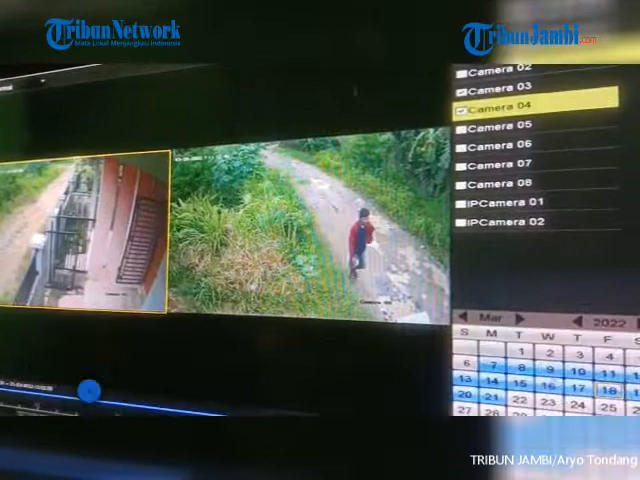 TribunNetwork
Mata Lokal Menjangkau Indonesia
TribunJambi.com
Camera 02
Camera 03
Camera 04
Camera 05
Camera 06
Camera 07
Camera 08
IPCamera 01
IPCamera 02
Mar 2022
S M T W T F S
1 2 3 4
6 7 8 9 10 11
13 14 15 16 17 18
20 21 22 23 24 25
27 28
TRIBUN JAMBI/Aryo Tondang